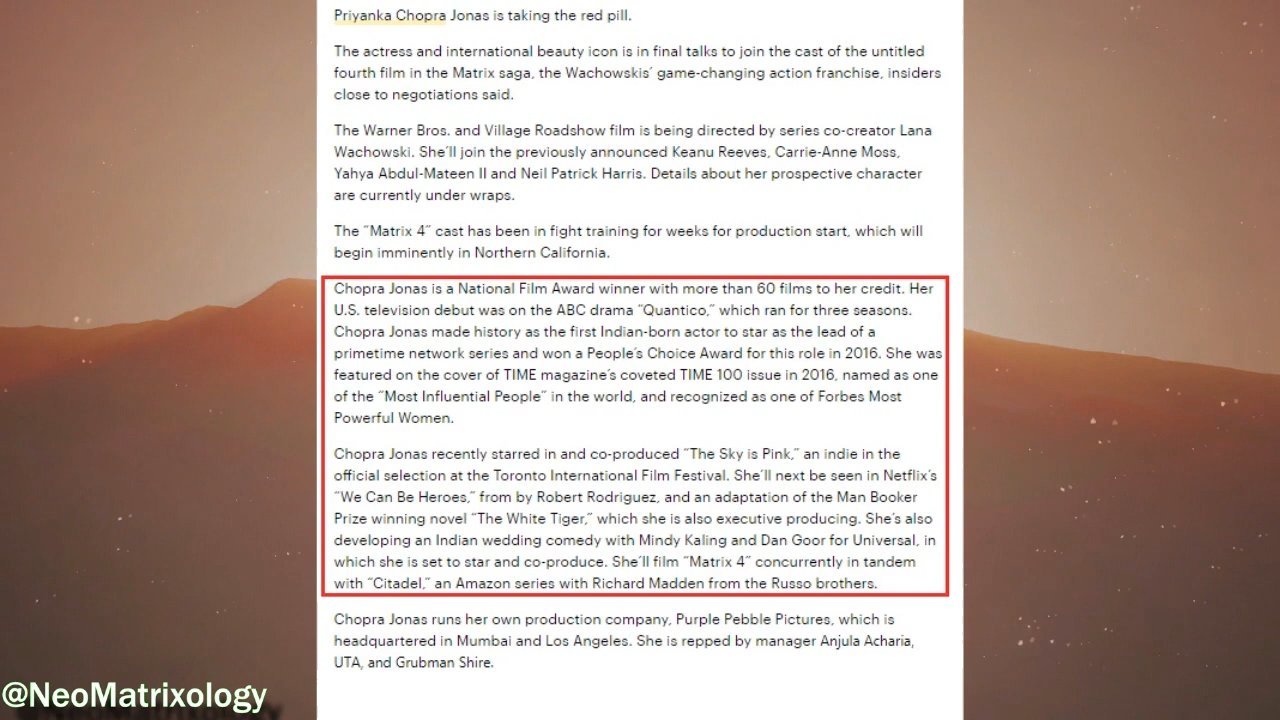 Priyanka Chopra Jonas is taking the red pill.
The actress and international beauty icon is in final talks to join the cast of the untitled
fourth film in the Matrix saga, the Wachowskis’ game-changing action franchise, insiders
close to negotiations said.
The Warner Bros. and Village Roadshow film is being directed by series co-creator Lana
Wachowski. She’ll join the previously announced Keanu Reeves, Carrie-Anne Moss,
Yahya Abdul-Mateen II and Neil Patrick Harris. Details about her prospective character
are currently under wraps.
The “Matrix 4” cast has been in fight training for weeks for production start, which will
begin imminently in Northern California.
Chopra Jonas is a National Film Award winner with more than 60 films to her credit. Her
U.S. television debut was on the ABC drama “Quantico,” which ran for three seasons.
Chopra Jonas made history as the first Indian-born actor to star as the lead of a
primetime network series and won a People’s Choice Award for this role in 2016. She was
featured on the cover of TIME magazine’s coveted TIME 100 issue in 2016, named as one
of the “Most Influential People” in the world, and recognized as one of Forbes Most
Powerful Women.
Chopra Jonas recently starred in and co-produced “The Sky is Pink,” an indie in the
official selection at the Toronto International Film Festival. She’ll next be seen in Netflix’s
“We Can Be Heroes,” from by Robert Rodriguez, and an adaptation of the Man Booker
Prize winning novel “The White Tiger,” which she is also executive producing. She’s also
developing an Indian wedding comedy with Mindy Kaling and Dan Goor for Universal, in
which she is set to star and co-produce. She’ll film “Matrix 4” concurrently in tandem
with “Citadel,” an Amazon series with Richard Madden from the Russo brothers.
Chopra Jonas runs her own production company, Purple Pebble Pictures, which is
headquartered in Mumbai and Los Angeles. She is repped by manager Anjula Acharia,
UTA, and Grubman Shire.
@NeoMatrixology